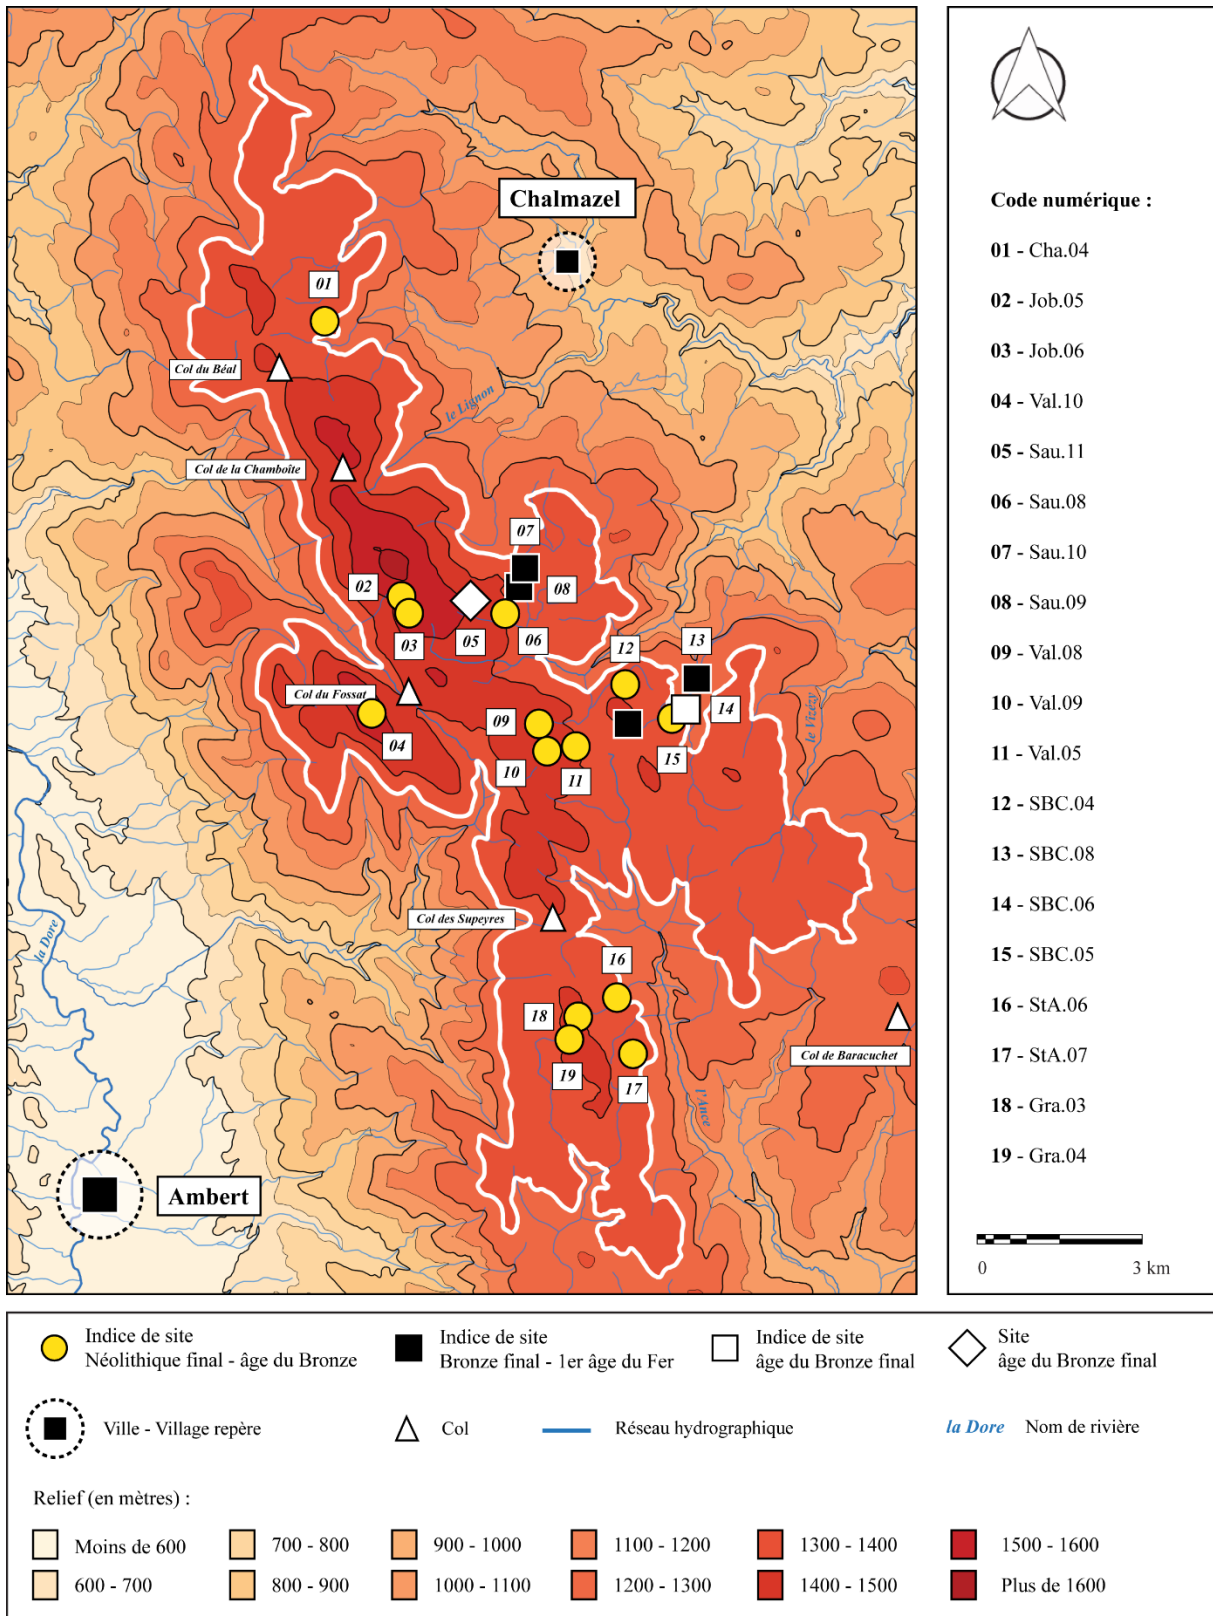 Chalmazel
01
Col du Béal
le Lignon
Col de la Chamboîte
07
02
08
03
05
06
12
13
Col du Fossat
le Vizézy
09
14
04
10
11
15
Col des Supeyres
la Dore
16
18
Col de Baracuchet
19
17
l'Ance
Ambert
Code numérique :
01 - Cha.04
02 - Job.05
03 - Job.06
04 - Val.10
05 - Sau.11
06 - Sau.08
07 - Sau.10
08 - Sau.09
09 - Val.08
10 - Val.09
11 - Val.05
12 - SBC.04
13 - SBC.08
14 - SBC.06
15 - SBC.05
16 - StA.06
17 - StA.07
18 - Gra.03
19 - Gra.04
0 3 km
Indice de site
Néolithique final - âge du Bronze
Indice de site
Bronze final - 1er âge du Fer
Indice de site
âge du Bronze final
Site
âge du Bronze final
Ville - Village repère
Col
Réseau hydrographique
la Dore Nom de rivière
Relief (en mètres) :
Moins de 600
700 - 800
900 - 1000
1100 - 1200
1300 - 1400
1500 - 1600
600 - 700
800 - 900
1000 - 1100
1200 - 1300
1400 - 1500
Plus de 1600